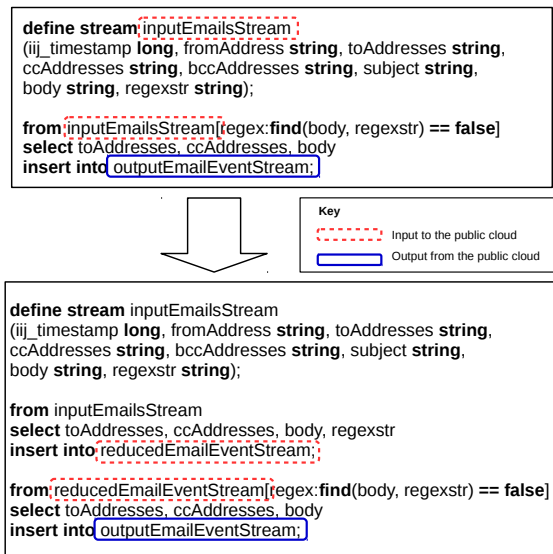 define stream inputEmailsStream
(iij_timestamp long, fromAddress string, toAddresses string,
ccAddresses string, bccAddresses string, subject string,
body string, regexstr string);
from inputEmailsStream[regex:find(body, regexstr) == false]
select toAddresses, ccAddresses, body
insert into outputEmailEventStream;
Key
Input to the public cloud
Output from the public cloud
define stream inputEmailsStream
(iij_timestamp long, fromAddress string, toAddresses string,
ccAddresses string, bccAddresses string, subject string,
body string, regexstr string);
from inputEmailsStream
select toAddresses, ccAddresses, body, regexstr
insert into reducedEmailEventStream;
from reducedEmailEventStream[regex:find(body, regexstr) == false]
select toAddresses, ccAddresses, body
insert into outputEmailEventStream;